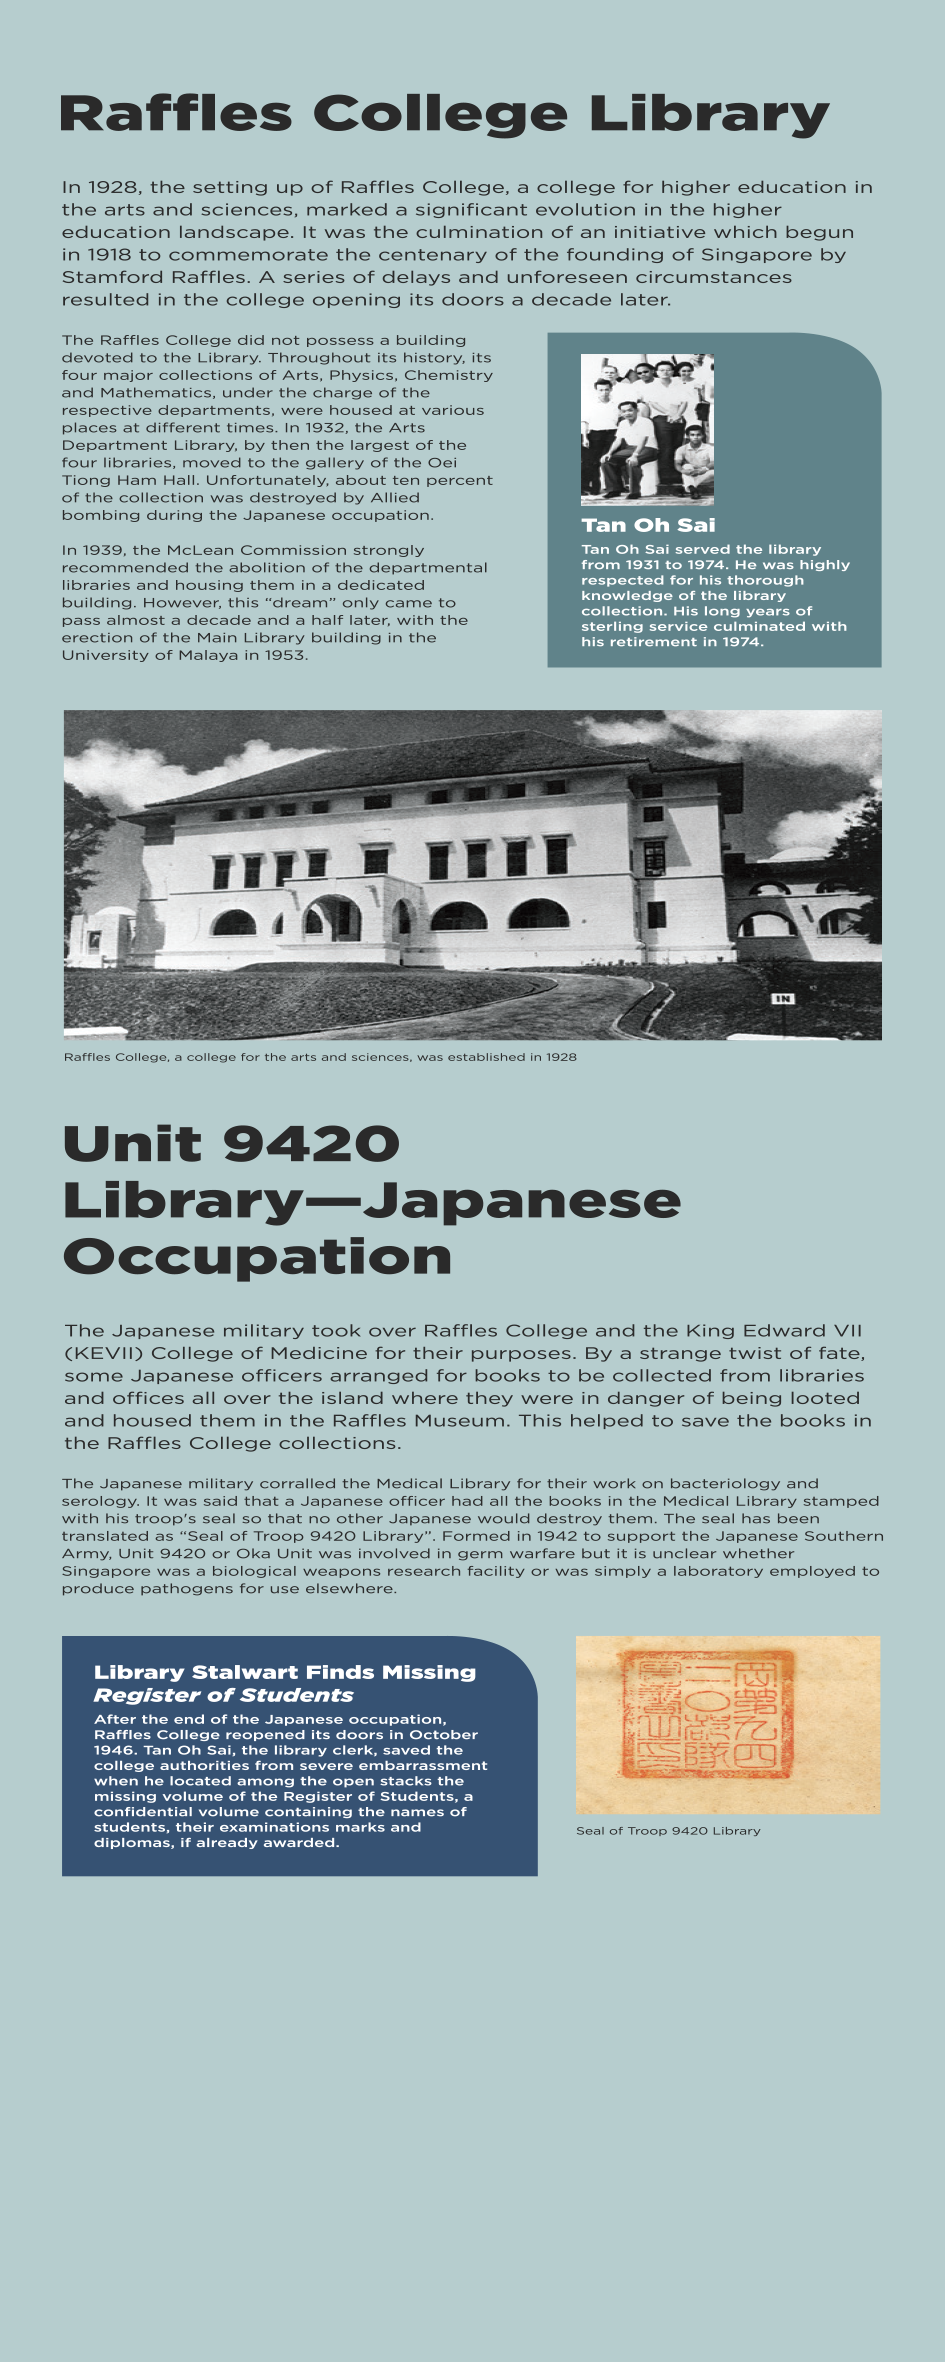 Raffles College Library
In 1928, the setting up of Raffles College, a college for higher education in
the arts and sciences, marked a significant evolution in the higher
education landscape. It was the culmination of an initiative which begun
in 1918 to commemorate the centenary of the founding of Singapore by
Stamford Raffles. A series of delays and unforeseen circumstances
resulted in the college opening its doors a decade later.
The Raffles College did not possess a building
devoted to the Library. Throughout its history, its
four major collections of Arts, Physics, Chemistry
and Mathematics, under the charge of the
respective departments, were housed at various
places at different times. In 1932, the Arts
Department Library, by then the largest of the
four libraries, moved to the gallery of the Oei
Tiong Ham Hall. Unfortunately, about ten percent
of the collection was destroyed by Allied
bombing during the Japanese occupation.
In 1939, the McLean Commission strongly
recommended the abolition of the departmental
libraries and housing them in a dedicated
building. However, this “dream” only came to
pass almost a decade and a half later, with the
erection of the Main Library building in the
University of Malaya in 1953.
Tan Oh Sai
Tan Oh Sai served the library
from 1931 to 1974. He was highly
respected for his thorough
knowledge of the library
collection. His long years of
sterling service culminated with
his retirement in 1974.
IN
Raffles College, a college for the arts and sciences, was established in 1928
Unit 9420
Library—Japanese
Occupation
The Japanese military took over Raffles College and the King Edward VII
(KEVII) College of Medicine for their purposes. By a strange twist of fate,
some Japanese officers arranged for books to be collected from libraries
and offices all over the island where they were in danger of being looted
and housed them in the Raffles Museum. This helped to save the books in
the Raffles College collections.
The Japanese military corralled the Medical Library for their work on bacteriology and
serology. It was said that a Japanese officer had all the books in the Medical Library stamped
with his troop's seal so that no other Japanese would destroy them. The seal has been
translated as “Seal of Troop 9420 Library”. Formed in 1942 to support the Japanese Southern
Army, Unit 9420 or Oka Unit was involved in germ warfare but it is unclear whether
Singapore was a biological weapons research facility or was simply a laboratory employed to
produce pathogens for use elsewhere.
Library Stalwart Finds Missing
Register of Students
After the end of the Japanese occupation,
Raffles College reopened its doors in October
1946. Tan Oh Sai, the library clerk, saved the
college authorities from severe embarrassment
when he located among the open stacks the
missing volume of the Register of Students, a
confidential volume containing the names of
students, their examinations marks and
diplomas, if already awarded.
Seal of Troop 9420 Library